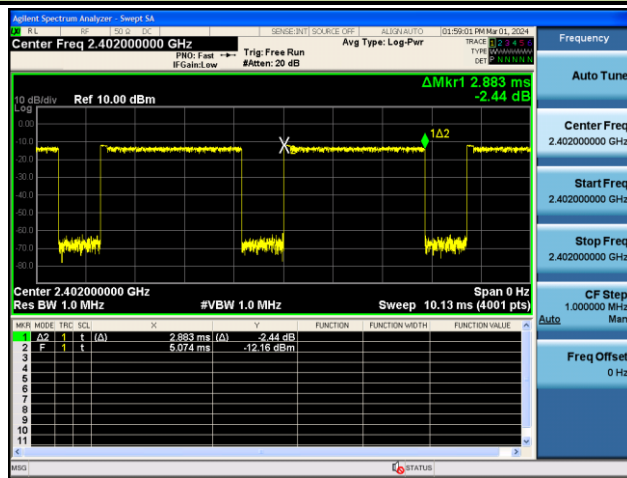 Agilent Spectrum Analyzer - Swept SA
RL RF 50 Ω DC SENSE:INT SOURCE OFF ALIGN AUTO 01:59:01 PM Mar 01, 2024
Center Freq 2.402000000 GHz
PNO: Fast
IFGain:Low
Trig: Free Run
#Atten: 20 dB
Avg Type: Log-Pwr
TRACE 1 2 3 4 5 6
TYPE WWWWWW
DET P N N N N N
ΔMkr1 2.883 ms
-2.44 dB
10 dB/div Ref 10.00 dBm
Log
0.00
-10.0
-20.0
-30.0
-40.0
-50.0
-60.0
-70.0
-80.0
1Δ2
Center 2.402000000 GHz Span 0 Hz
Res BW 1.0 MHz #VBW 1.0 MHz Sweep 10.13 ms (4001 pts)
MKR MODE TRC SCL X Y FUNCTION FUNCTION WIDTH FUNCTION VALUE
1 Δ2 1 t (Δ) 2.883 ms (Δ) -2.44 dB
2 F 1 t 5.074 ms -12.16 dBm
3
4
5
6
7
8
9
10
11
MSG STATUS
Frequency
Auto Tune
Center Freq
2.402000000 GHz
Start Freq
2.402000000 GHz
Stop Freq
2.402000000 GHz
CF Step
1.000000 MHz
Auto Man
Freq Offset
0 Hz